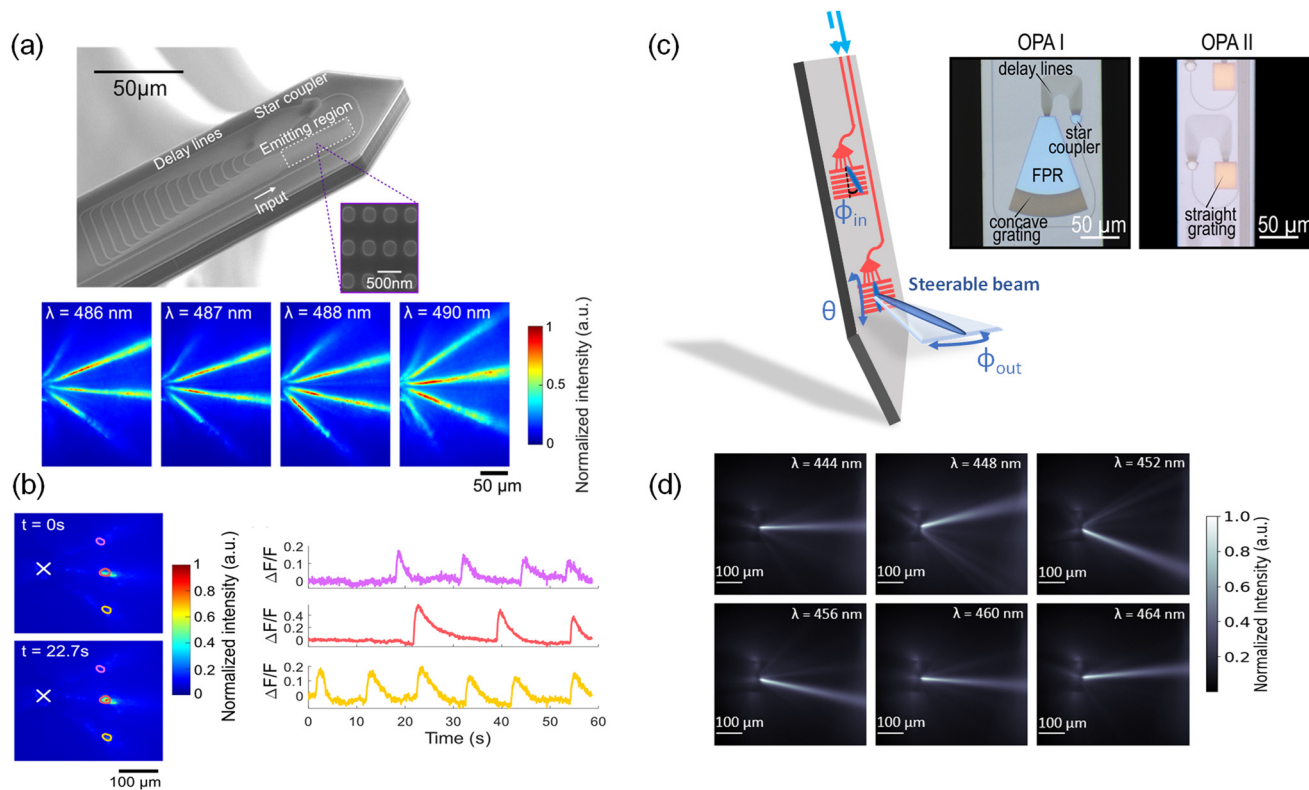 (a)
50µm
Star coupler
Delay lines
Emitting region
Input
500nm
λ = 486 nm
λ = 487 nm
λ = 488 nm
λ = 490 nm
1
0.5
0
Normalized intensity (a.u.)
50 µm
(b)
t = 0s
t = 22.7s
1
0.8
0.6
0.4
0.2
0
Normalized intensity (a.u.)
100 µm
0.2
0.1
0
ΔF/F
0.4
0.2
0
ΔF/F
0.2
0.1
0
ΔF/F
0 10 20 30 40 50 60
Time (s)
(c)
ϕin
θ
Steerable beam
ϕout
OPA I
delay lines
star
coupler
FPR
concave
grating
50 µm
OPA II
straight
grating
50 µm
(d)
λ = 444 nm
100 µm
λ = 448 nm
100 µm
λ = 452 nm
100 µm
λ = 456 nm
100 µm
λ = 460 nm
100 µm
λ = 464 nm
100 µm
1.0
0.8
0.6
0.4
0.2
Normalized Intensity (a.u.)